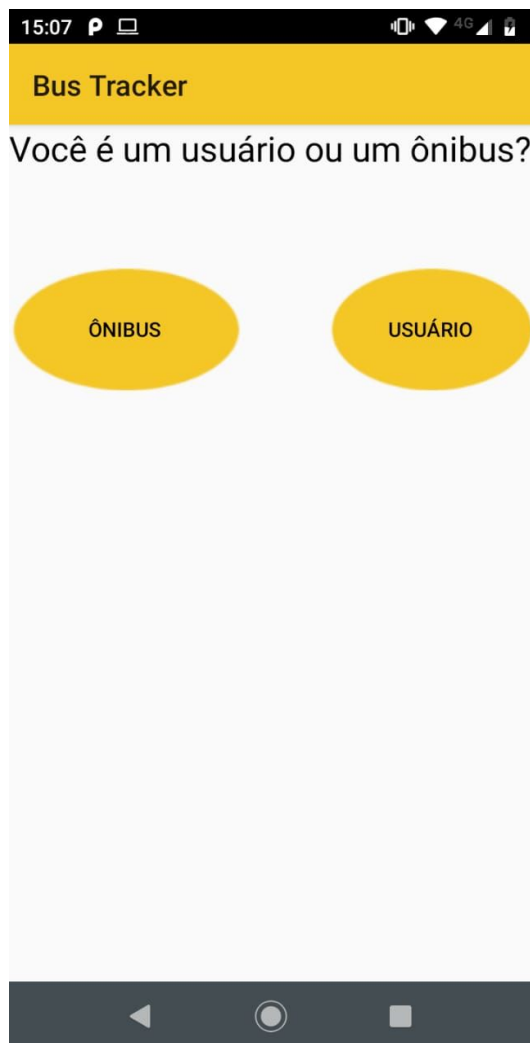 15:07
4G
Bus Tracker
Você é um usuário ou um ônibus?
ÔNIBUS
USUÁRIO